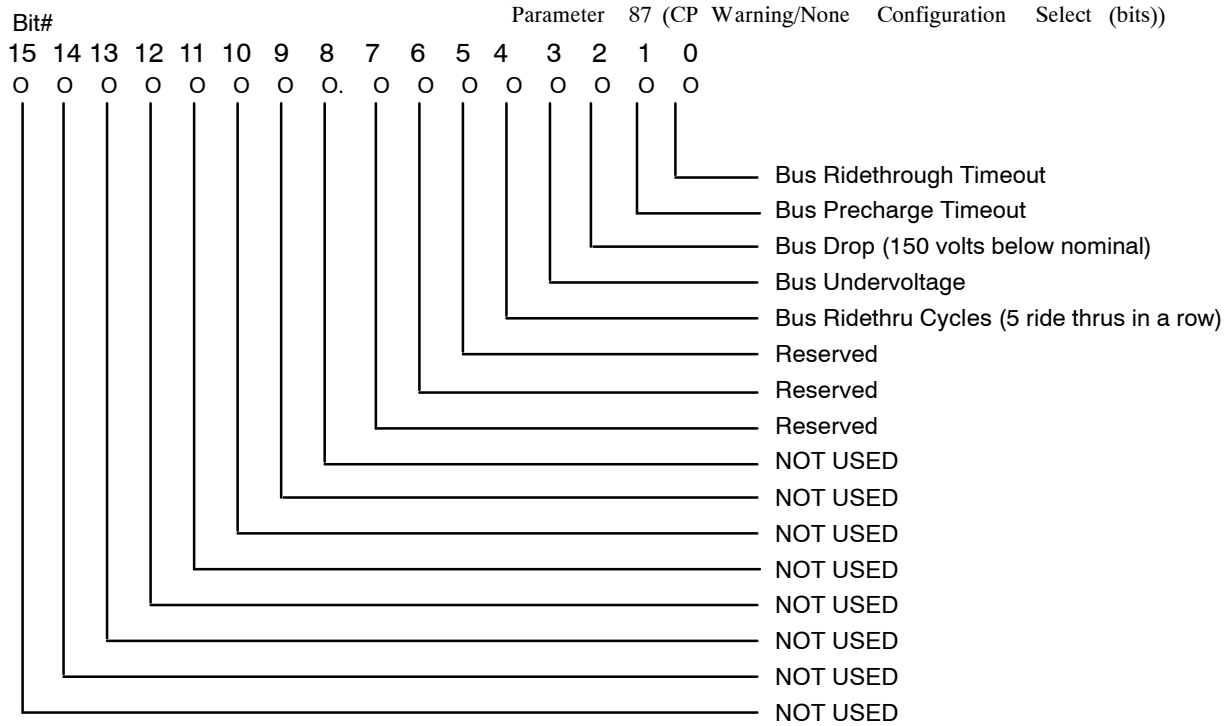 Parameter 87 (CP Warning/None Configuration Select (bits))
Bit#
15 14 13 12 11 10 9 8 7 6 5 4 3 2 1 0
O O O O O O O O. O O O O O O O O
Bus Ridethrough Timeout
Bus Precharge Timeout
Bus Drop (150 volts below nominal)
Bus Undervoltage
Bus Ridethru Cycles (5 ride thrus in a row)
Reserved
Reserved
Reserved
NOT USED
NOT USED
NOT USED
NOT USED
NOT USED
NOT USED
NOT USED
NOT USED